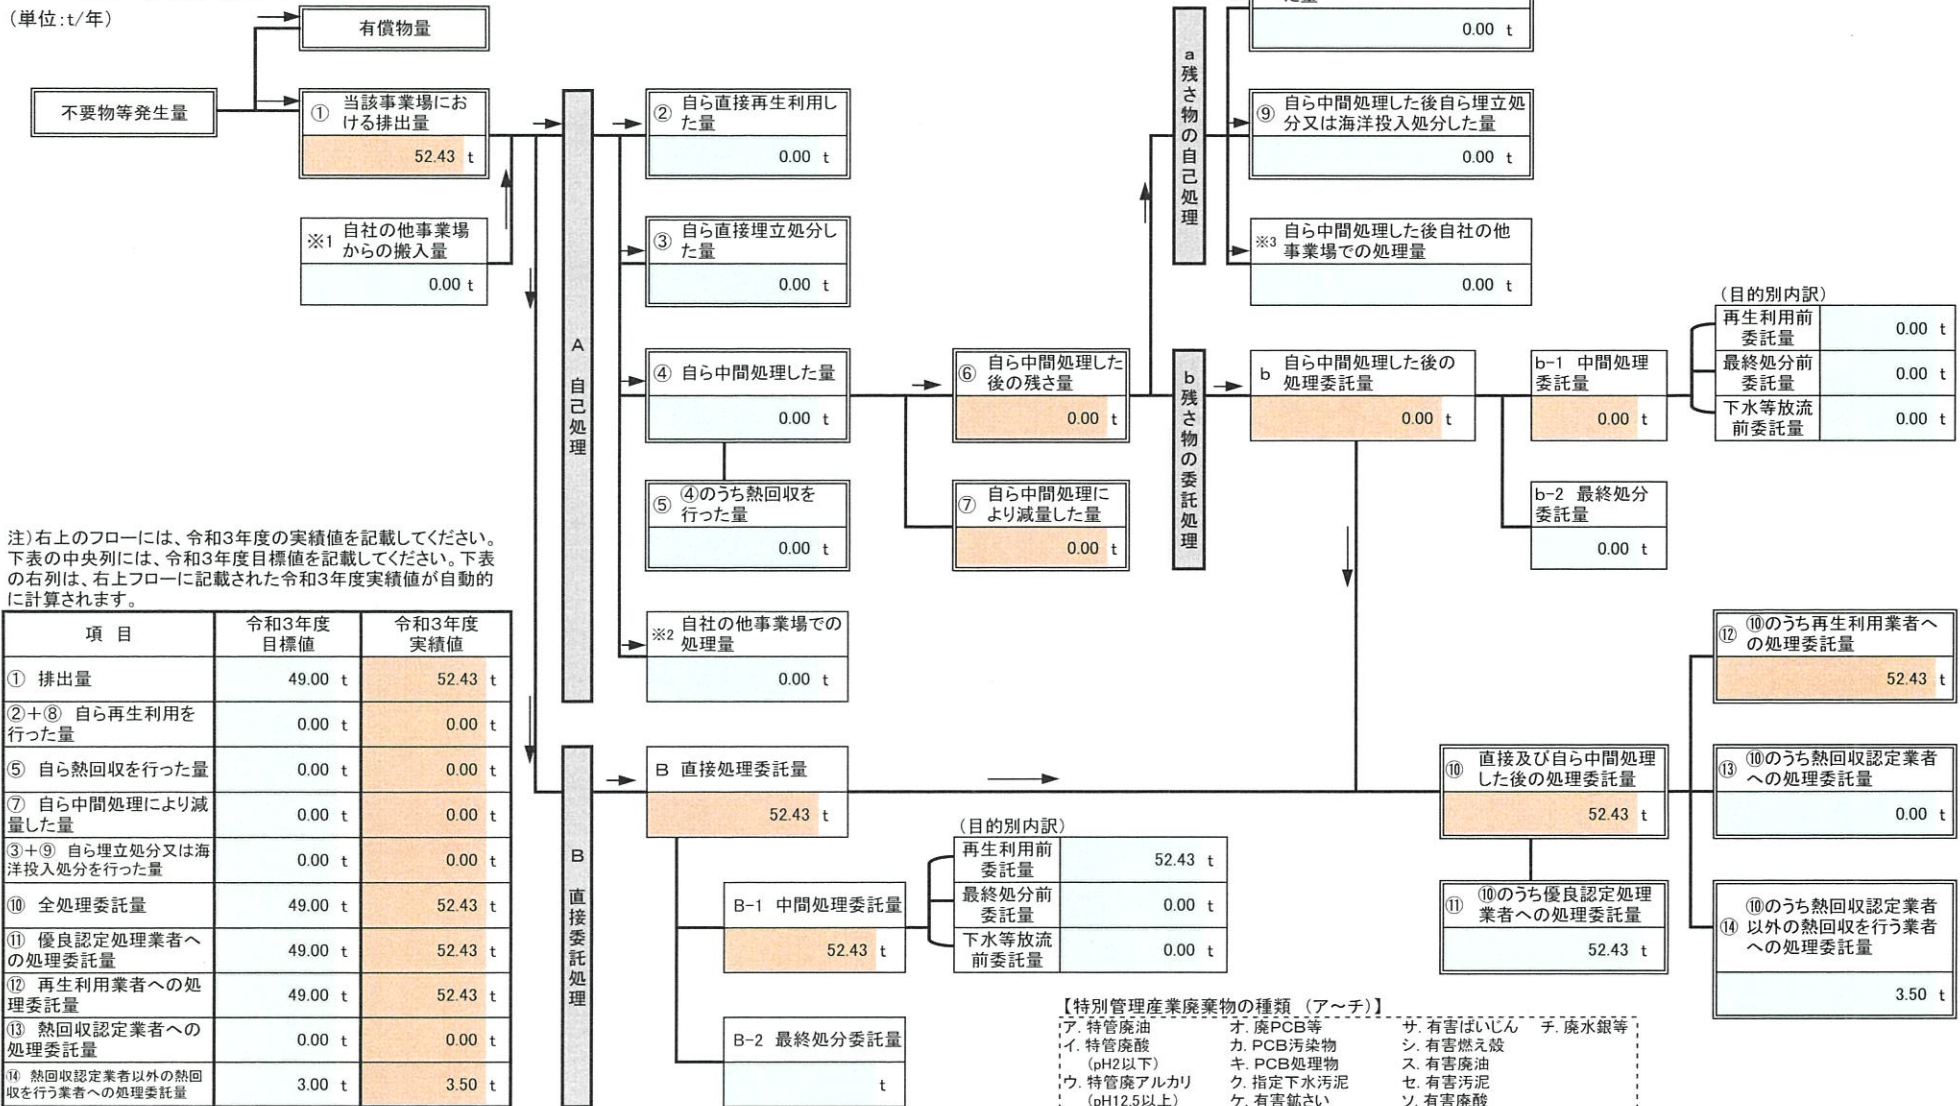 (単位:t/年)
有償物量
不要物等発生量
① 当該事業場にお
ける排出量
52.43 t
※1 自社の他事業場
からの搬入量
0.00 t
A 自己処理
② 自ら直接再生利用し
た量
0.00 t
③ 自ら直接埋立処分し
た量
0.00 t
④ 自ら中間処理した量
0.00 t
⑤ ④のうち熱回収を
行った量
0.00 t
※2 自社の他事業場での
処理量
0.00 t
⑥ 自ら中間処理した
後の残さ量
0.00 t
⑦ 自ら中間処理に
より減量した量
0.00 t
a 残さ物の自己処理
0.00 t
⑨ 自ら中間処理した後自ら埋立処
分又は海洋投入処分した量
0.00 t
※3 自ら中間処理した後自社の他
事業場での処理量
0.00 t
b 残さ物の委託処理
b 自ら中間処理した後の
処理委託量
0.00 t
b-1 中間処理
委託量
0.00 t
b-2 最終処分
委託量
0.00 t
(目的別内訳)
再生利用前
委託量 0.00 t
最終処分前
委託量 0.00 t
下水等放流
前委託量 0.00 t
注)右上のフローには、令和3年度の実績値を記載してください。
下表の中央列には、令和3年度目標値を記載してください。下表
の右列は、右上フローに記載された令和3年度実績値が自動的
に計算されます。
項 目 令和3年度 目標値 令和3年度 実績値
① 排出量 49.00 t 52.43 t
②+⑧ 自ら再生利用を
行った量 0.00 t 0.00 t
⑤ 自ら熱回収を行った量 0.00 t 0.00 t
⑦ 自ら中間処理により減
量した量 0.00 t 0.00 t
③+⑨ 自ら埋立処分又は海
洋投入処分を行った量 0.00 t 0.00 t
⑩ 全処理委託量 49.00 t 52.43 t
⑪ 優良認定処理業者へ
の処理委託量 49.00 t 52.43 t
⑫ 再生利用業者への処
理委託量 49.00 t 52.43 t
⑬ 熱回収認定業者への
処理委託量 0.00 t 0.00 t
⑭ 熱回収認定業者以外の熱回
収を行う業者への処理委託量 3.00 t 3.50 t
B 直接委託処理
B 直接処理委託量
52.43 t
B-1 中間処理委託量
52.43 t
B-2 最終処分委託量
t
(目的別内訳)
再生利用前
委託量 52.43 t
最終処分前
委託量 0.00 t
下水等放流
前委託量 0.00 t
⑩ 直接及び自ら中間処理
した後の処理委託量
52.43 t
⑪ ⑩のうち優良認定処理
業者への処理委託量
52.43 t
⑫ ⑩のうち再生利用業者へ
の処理委託量
52.43 t
⑬ ⑩のうち熱回収認定業者
への処理委託量
0.00 t
⑭ ⑩のうち熱回収認定業者
以外の熱回収を行う業者
への処理委託量
3.50 t
【特別管理産業廃棄物の種類 (ア～チ)】
ア. 特管廃油 オ. 廃PCB等 サ. 有害ばいじん チ. 廃水銀等
イ. 特管廃酸 カ. PCB汚染物 シ. 有害燃え殻
(pH2以下) キ. PCB処理物 ス. 有害廃油
ウ. 特管廃アルカリ ク. 指定下水汚泥 セ. 有害汚泥
(pH12.5以上) ケ. 有害鉱さい ソ. 有害廃酸